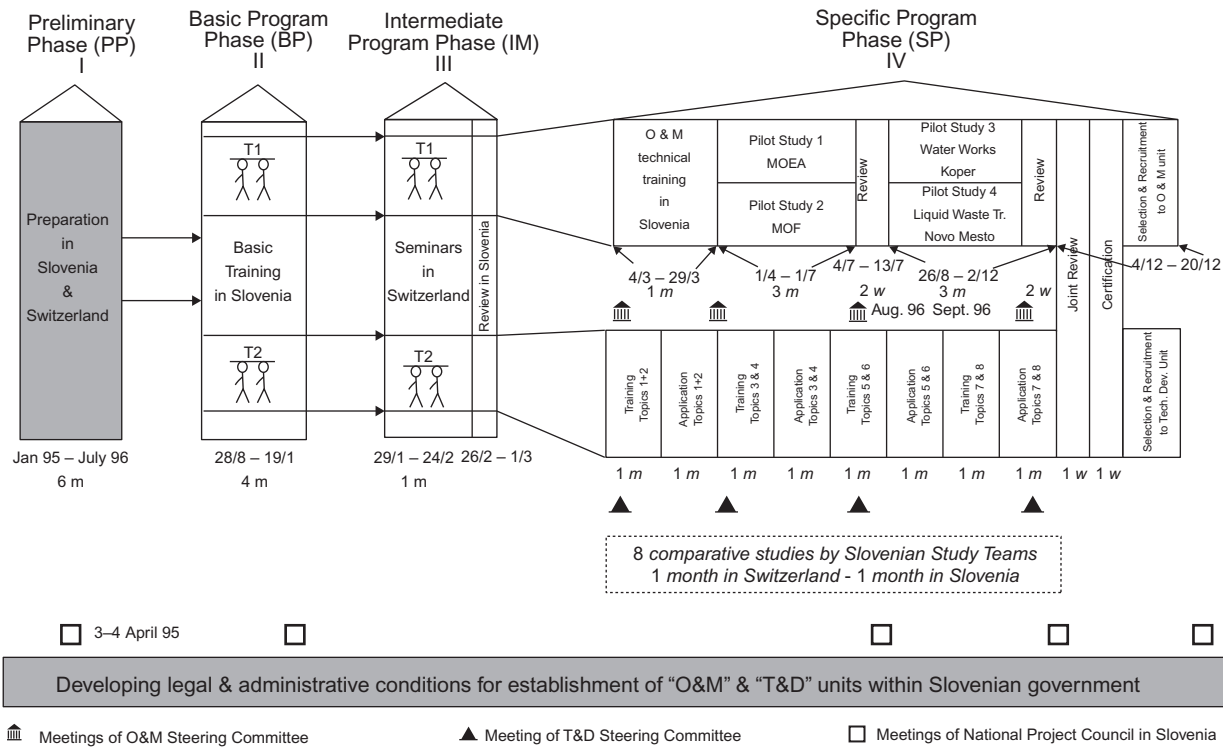 Preliminary
Phase (PP)
I
Basic Program
Phase (BP)
II
Intermediate
Program Phase (IM)
III
Specific Program
Phase (SP)
IV
Preparation
in
Slovenia
&
Switzerland
T1
Basic
Training
in Slovenia
T2
T1
Seminars
in
Switzerland
T2
Review in Slovenia
O & M
technical
training
in
Slovenia
Pilot Study 1
MOEA
Pilot Study 2
MOF
Review
Pilot Study 3
Water Works
Koper
Pilot Study 4
Liquid Waste Tr.
Novo Mesto
Review
Joint Review
Certification
Selection & Recruitment
to O & M unit
4/3 – 29/3
1 m
1/4 – 1/7
3 m
4/7 – 13/7
2 w
26/8 – 2/12
3 m
2 w
4/12 – 20/12
Aug. 96 Sept. 96
Training
Topics 1+2
Application
Topics 1+2
Training
Topics 3 & 4
Application
Topics 3 & 4
Training
Topics 5 & 6
Application
Topics 5 & 6
Training
Topics 7 & 8
Application
Topics 7 & 8
Selection & Recruitment
to Tech. Dev. Unit
Jan 95 – July 96
6 m
28/8 – 19/1
4 m
29/1 – 24/2
1 m
26/2 – 1/3
1 m 1 m 1 m 1 m 1 m 1 m 1 m 1 m 1 w 1 w
8 comparative studies by Slovenian Study Teams
1 month in Switzerland - 1 month in Slovenia
3–4 April 95
Developing legal & administrative conditions for establishment of “O&M” & “T&D” units within Slovenian government
Meetings of O&M Steering Committee
Meeting of T&D Steering Committee
Meetings of National Project Council in Slovenia